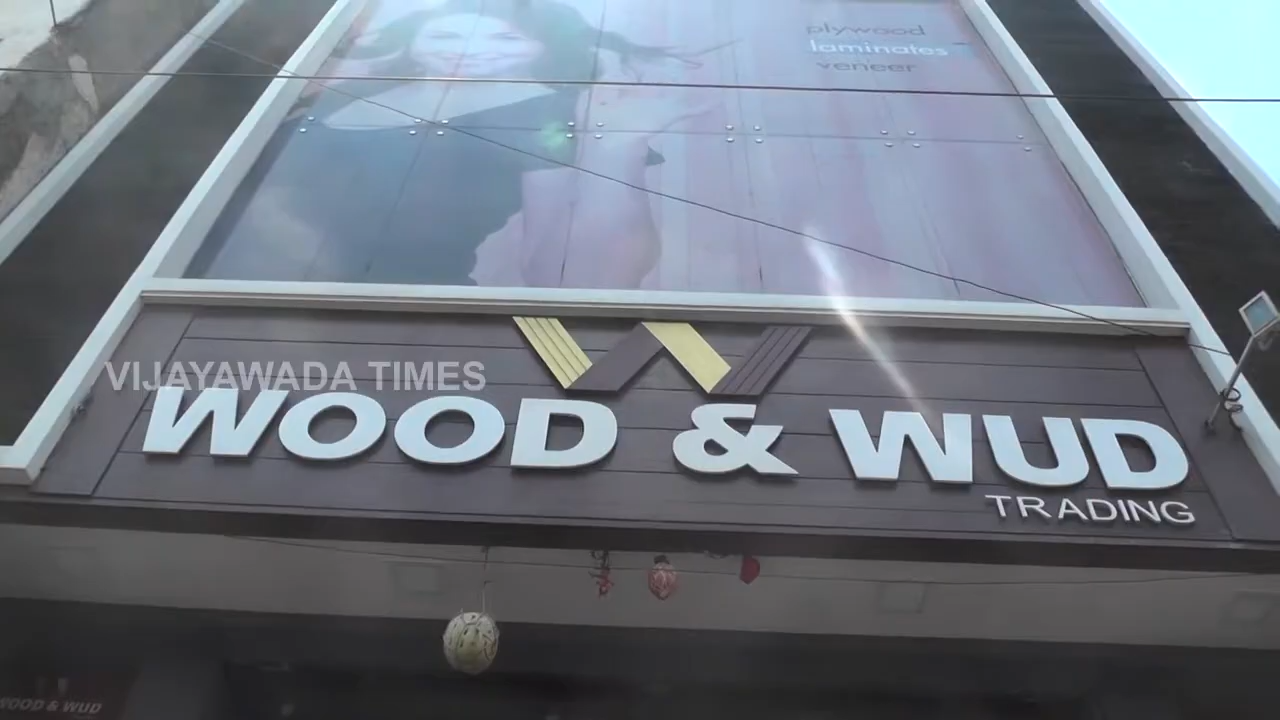 plywood
laminates
veneer
VIJAYAWADA TIMES
WOOD & WUD
TRADING
WOOD & WUD